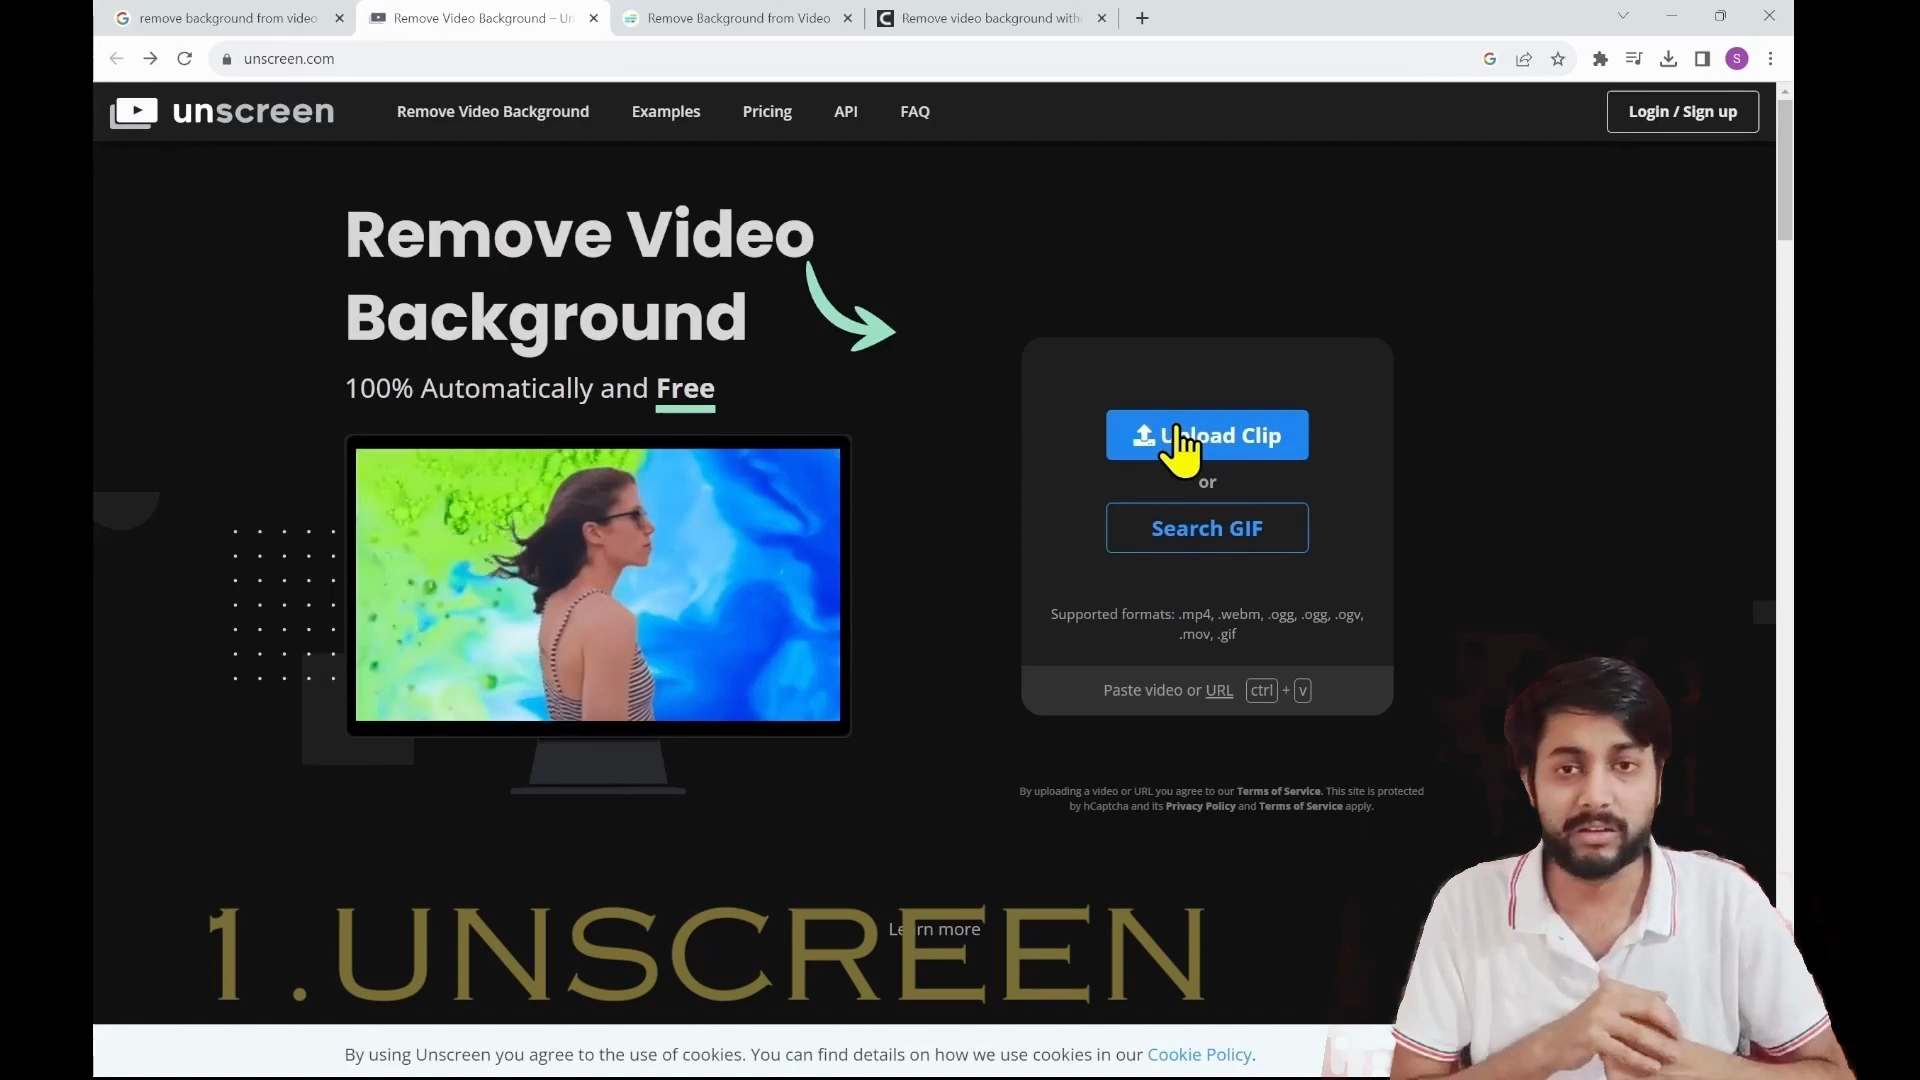 remove background from video
Remove Video Background – Un
Remove Background from Video
Remove video background with
unscreen.com
S
unscreen
Remove Video Background
Examples
Pricing
API
FAQ
Login / Sign up
Remove Video
Background
100% Automatically and Free
Upload Clip
or
Search GIF
Supported formats: .mp4, .webm, .ogg, .ogg, .ogv,
.mov, .gif
Paste video or URL ctrl + v
By uploading a video or URL you agree to our Terms of Service. This site is protected
by hCaptcha and its Privacy Policy and Terms of Service apply.
Learn more
1.UNSCREEN
By using Unscreen you agree to the use of cookies. You can find details on how we use cookies in our Cookie Policy.